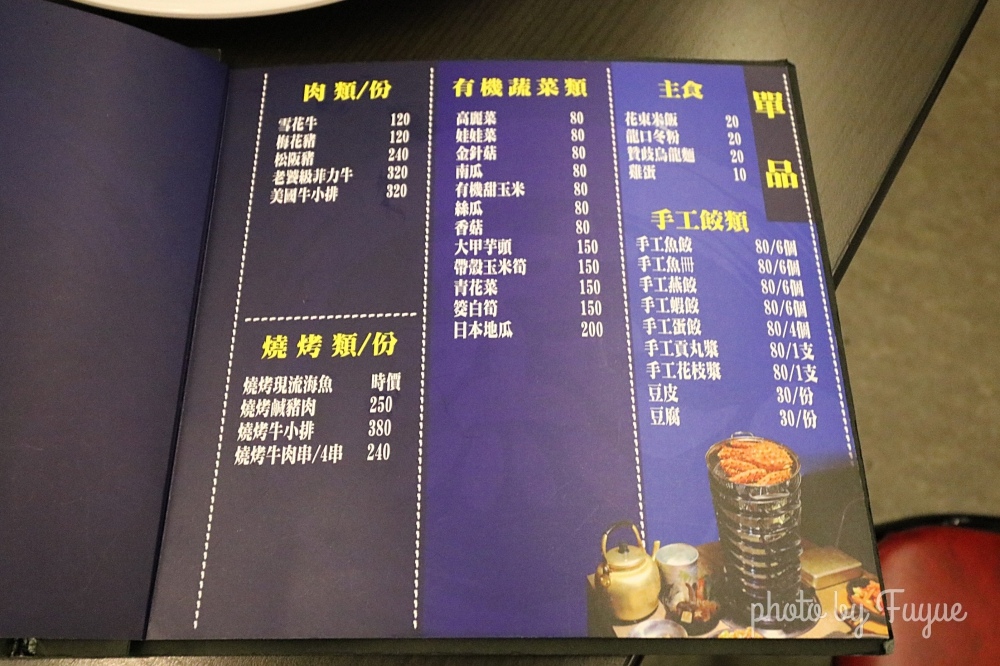 單品
肉類/份
雪花牛 120
梅花豬 120
松阪豬 240
老饕級菲力牛 320
美國牛小排 320
燒烤類/份
燒烤現流海魚 時價
燒烤鹹豬肉 250
燒烤牛小排 380
燒烤牛肉串/4串 240
有機蔬菜類
高麗菜 80
娃娃菜 80
金針菇 80
南瓜 80
有機甜玉米 80
絲瓜 80
香菇 80
大甲芋頭 150
帶殼玉米筍 150
青花菜 150
筊白筍 150
日本地瓜 200
主食
花東米飯 20
龍口冬粉 20
贊歧烏龍麵 20
雞蛋 10
手工餃類
手工魚餃 80/6個
手工魚冊 80/6個
手工燕餃 80/6個
手工蝦餃 80/6個
手工蛋餃 80/4個
手工貢丸漿 80/1支
手工花枝漿 80/1支
豆皮 30/份
豆腐 30/份
photo by Fuyue